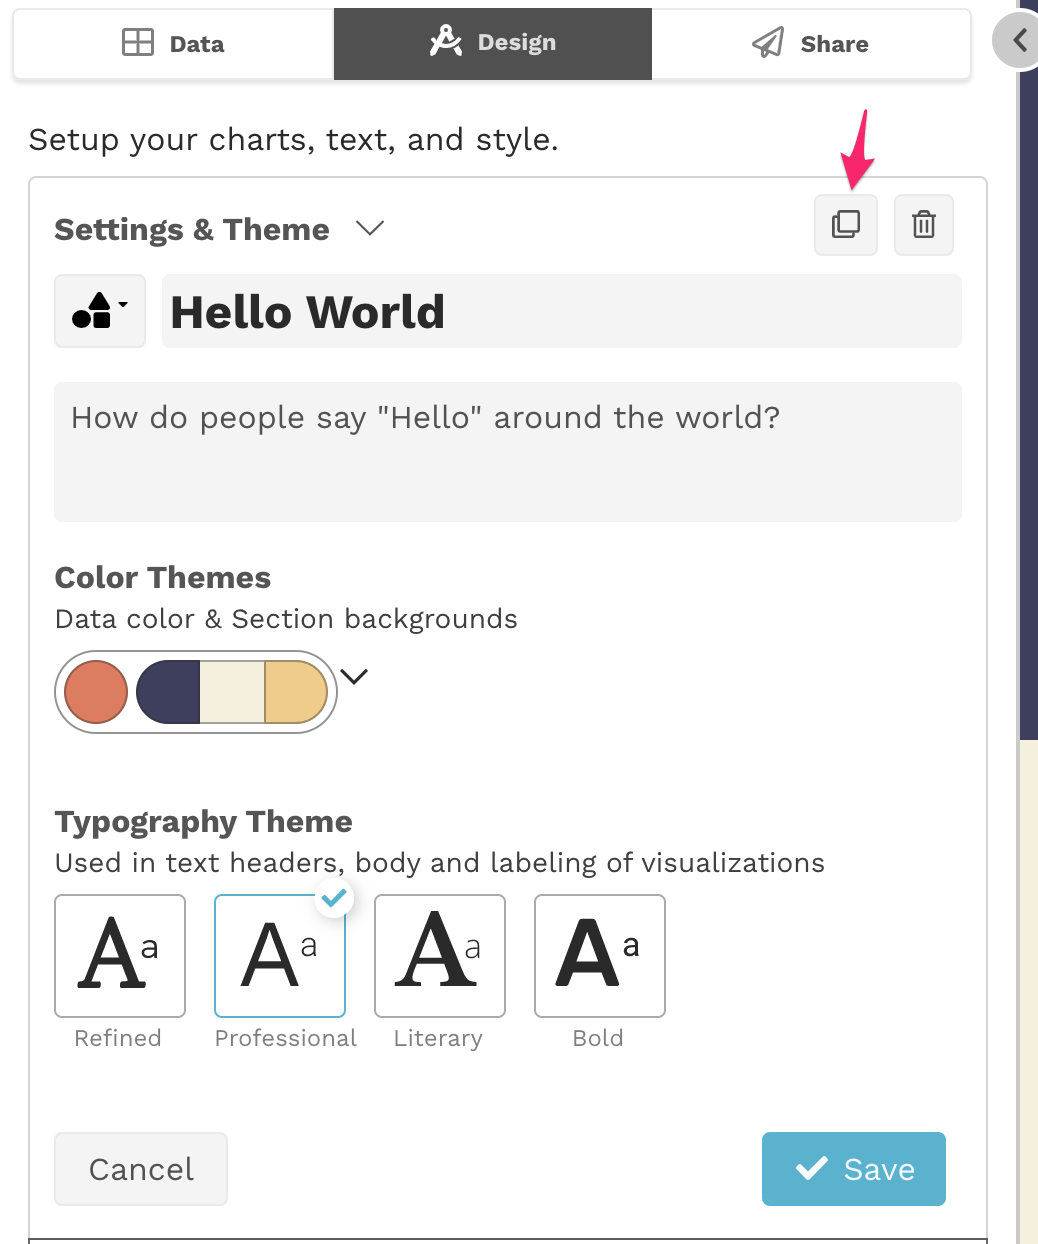 Data
Design
Share
Setup your charts, text, and style.
Settings & Theme
Hello World
How do people say "Hello" around the world?
Color Themes
Data color & Section backgrounds
Typography Theme
Used in text headers, body and labeling of visualizations
Aa
Aa
Aa
Aa
Refined
Professional
Literary
Bold
Cancel
Save